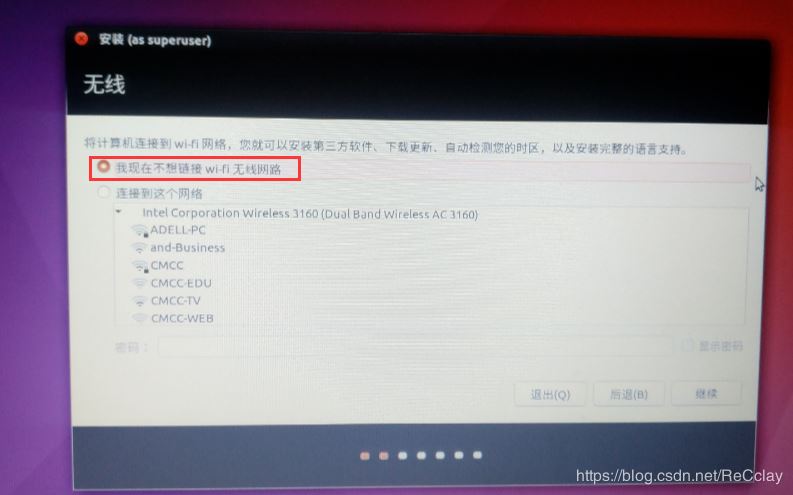 安装 (as superuser)
无线
将计算机连接到 wi-fi 网络，您就可以安装第三方软件、下载更新、自动检测您的时区，以及安装完整的语言支持。
我现在不想链接 wi-fi 无线网路
连接到这个网络
Intel Corporation Wireless 3160 (Dual Band Wireless AC 3160)
ADELL-PC
and-Business
CMCC
CMCC-EDU
CMCC-TV
CMCC-WEB
密码：
显示密码
退出(Q)
后退(B)
继续
https://blog.csdn.net/ReCclay